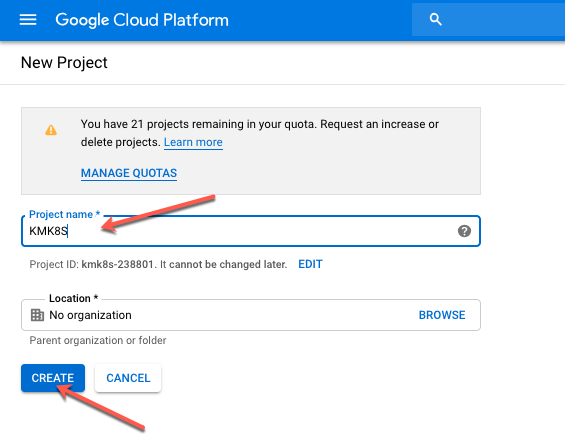 Google Cloud Platform
New Project
You have 21 projects remaining in your quota. Request an increase or
delete projects. Learn more
MANAGE QUOTAS
Project name *
KMK8S
Project ID: kmk8s-238801. It cannot be changed later. EDIT
Location *
No organization BROWSE
Parent organization or folder
CREATE CANCEL